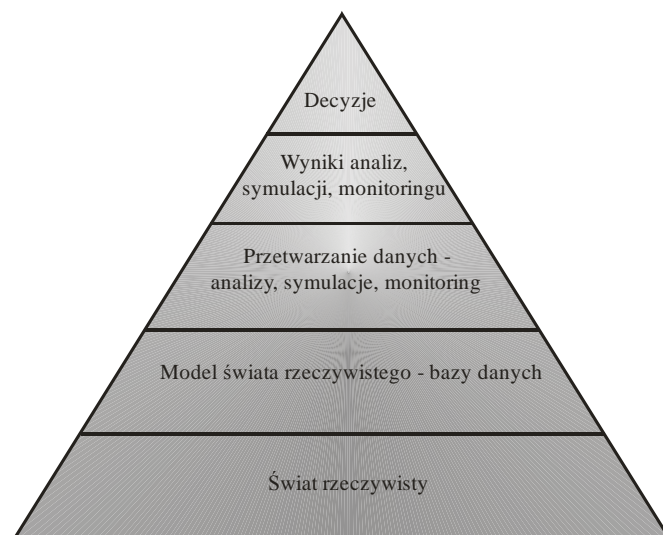 Decyzje
Wyniki analiz,
symulacji, monitoringu
Przetwarzanie danych -
analizy, symulacje, monitoring
Model świata rzeczywistego - bazy danych
Świat rzeczywisty